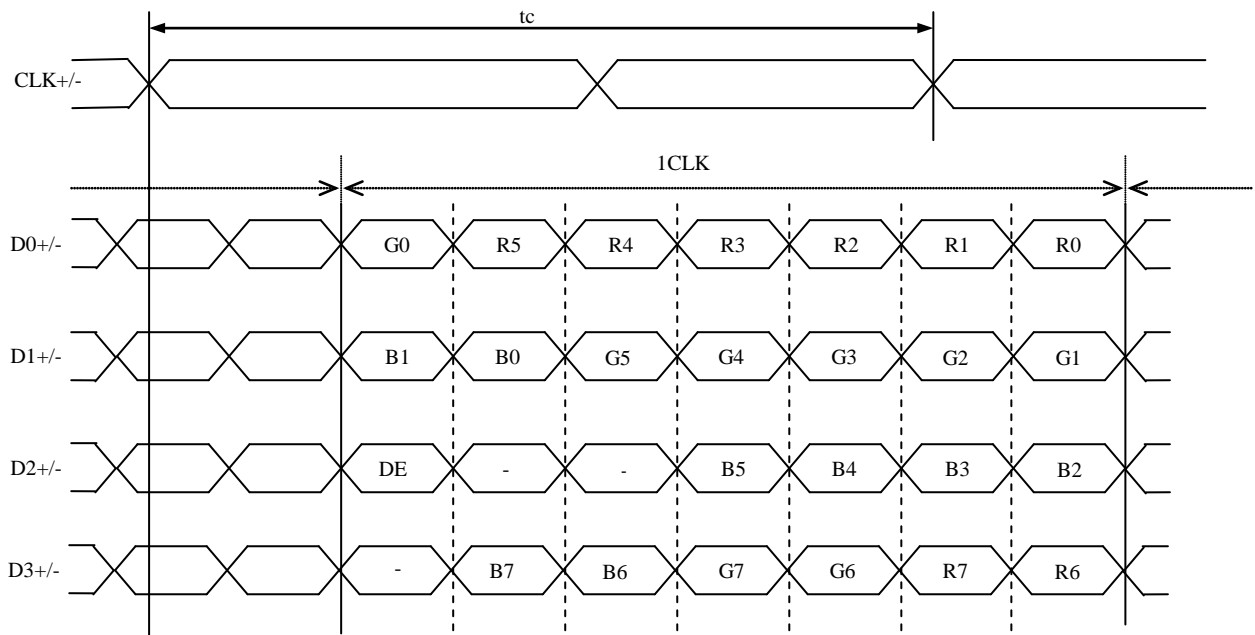 tc
CLK+/-
1CLK
D0+/- G0 R5 R4 R3 R2 R1 R0
D1+/- B1 B0 G5 G4 G3 G2 G1
D2+/- DE - - B5 B4 B3 B2
D3+/- - B7 B6 G7 G6 R7 R6